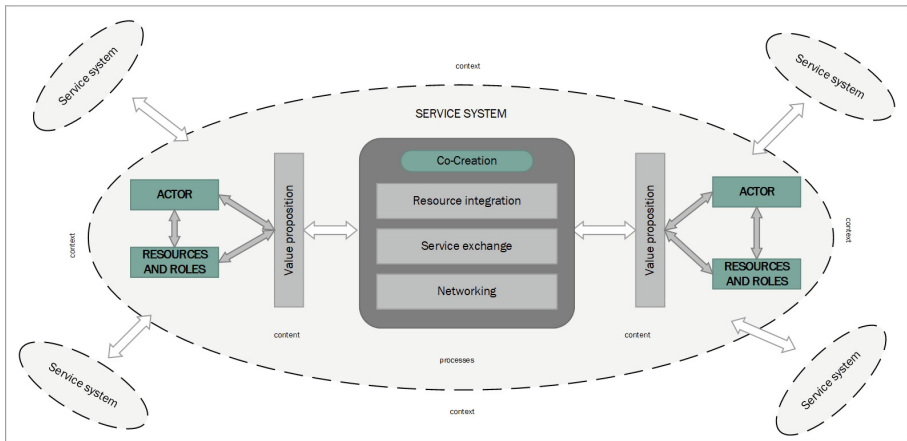 Service system
Service system
context
SERVICE SYSTEM
Co-Creation
ACTOR
Value proposition
Resource integration
Value proposition
ACTOR
context
Service exchange
context
RESOURCES
AND ROLES
RESOURCES
AND ROLES
Networking
content
content
processes
Service system
Service system
context